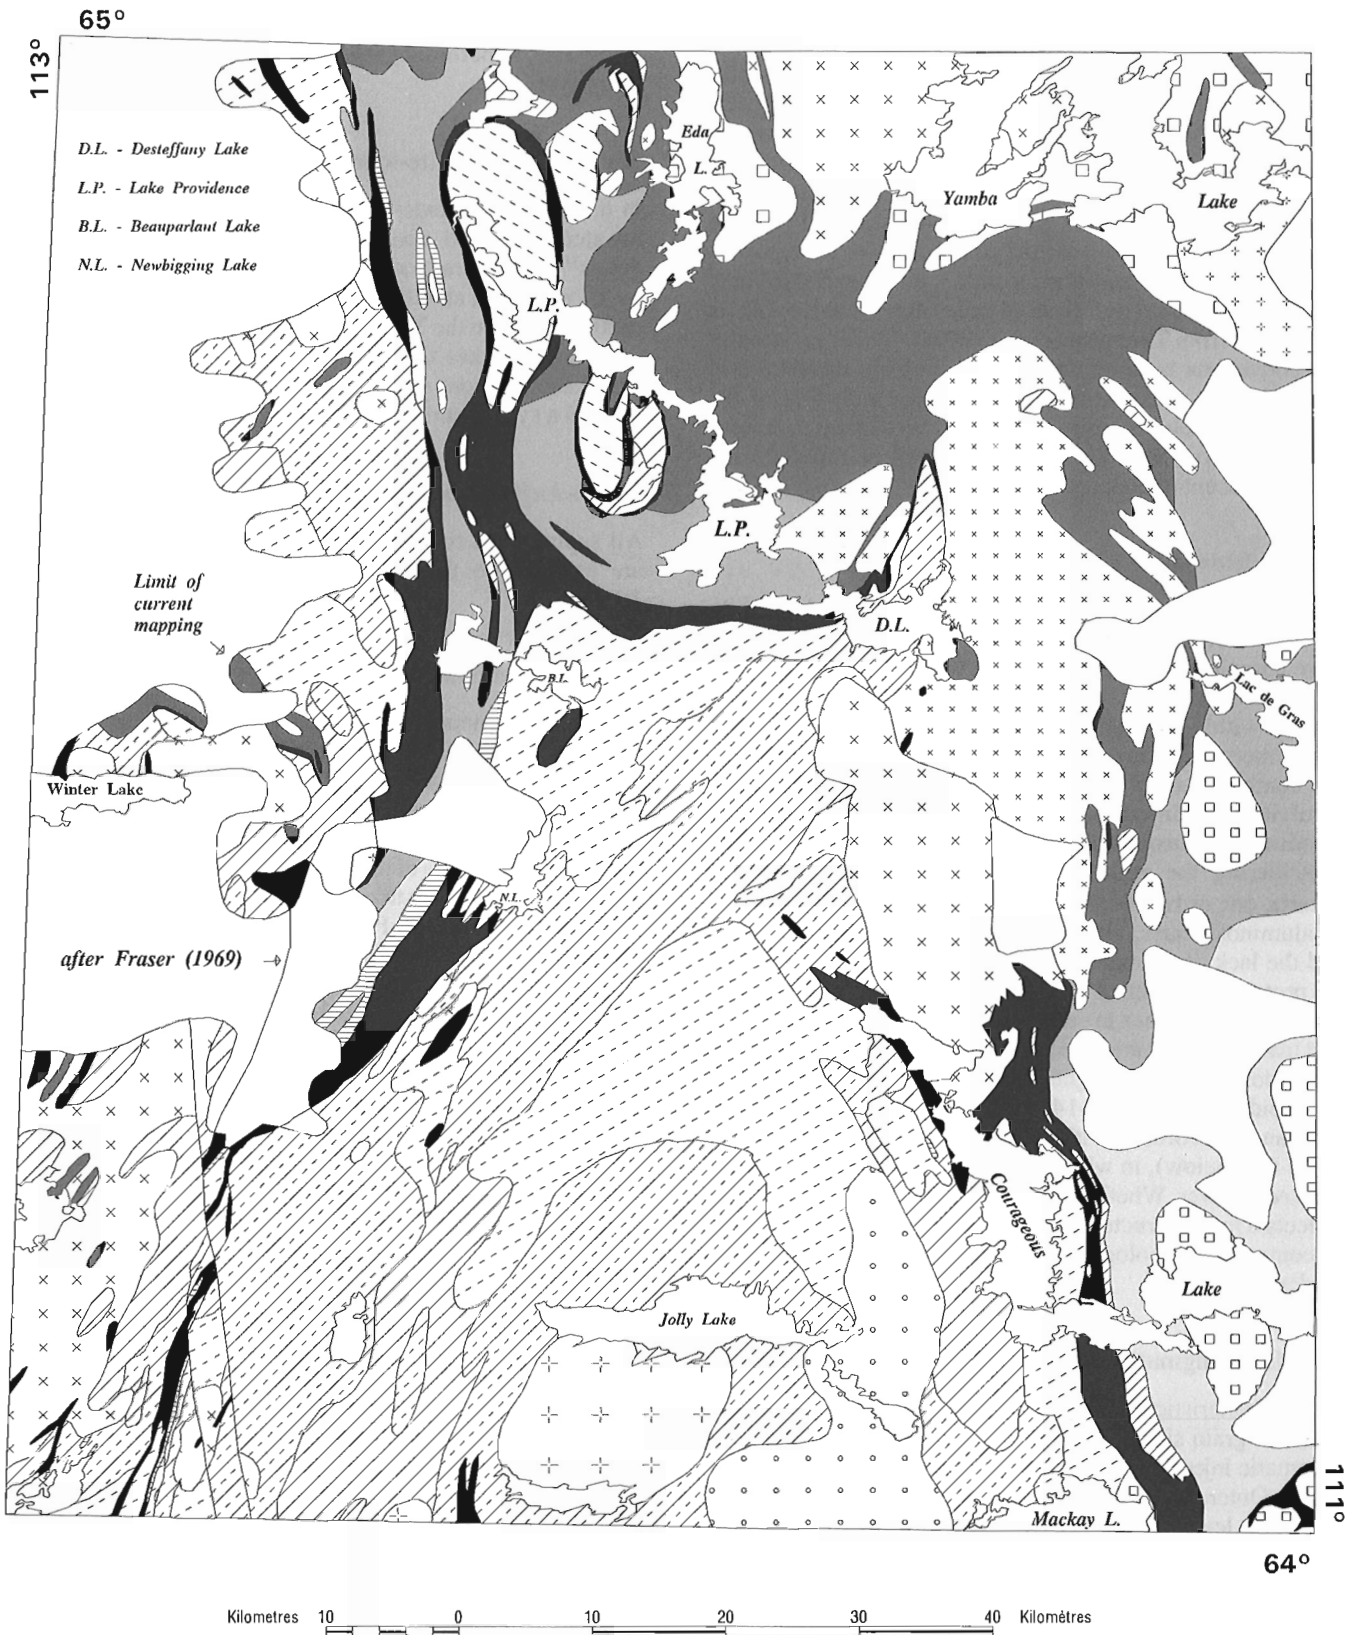 65°
113°
D.L. - Desteffany Lake
L.P. - Lake Providence
B.L. - Beauparlant Lake
N.L. - Newbigging Lake
Eda
L.
Yamba
Lake
L.P.
L.P.
Limit of
current
mapping
D.L.
B.L.
Lac de Gras
Winter Lake
N.L.
after Fraser (1969)
Courageous
Lake
Jolly Lake
Mackay L.
111°
64°
Kilometres 10 0 10 20 30 40 Kilomètres